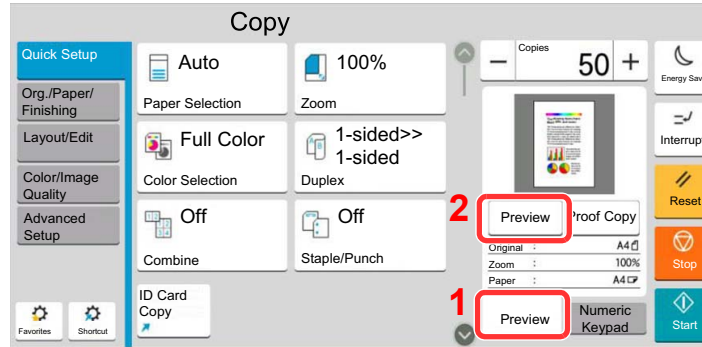 Copy
Quick Setup
Org./Paper/
Finishing
Layout/Edit
Color/Image
Quality
Advanced
Setup
Favorites
Shortcut
Auto
Paper Selection
100%
Zoom
Full Color
Color Selection
1-sided>>
1-sided
Duplex
Off
Combine
Off
Staple/Punch
ID Card
Copy
Copies
50
2
Preview
Proof Copy
Original : A4
Zoom : 100%
Paper : A4
1
Preview
Numeric
Keypad
Energy Sav
Interrupt
Reset
Stop
Start